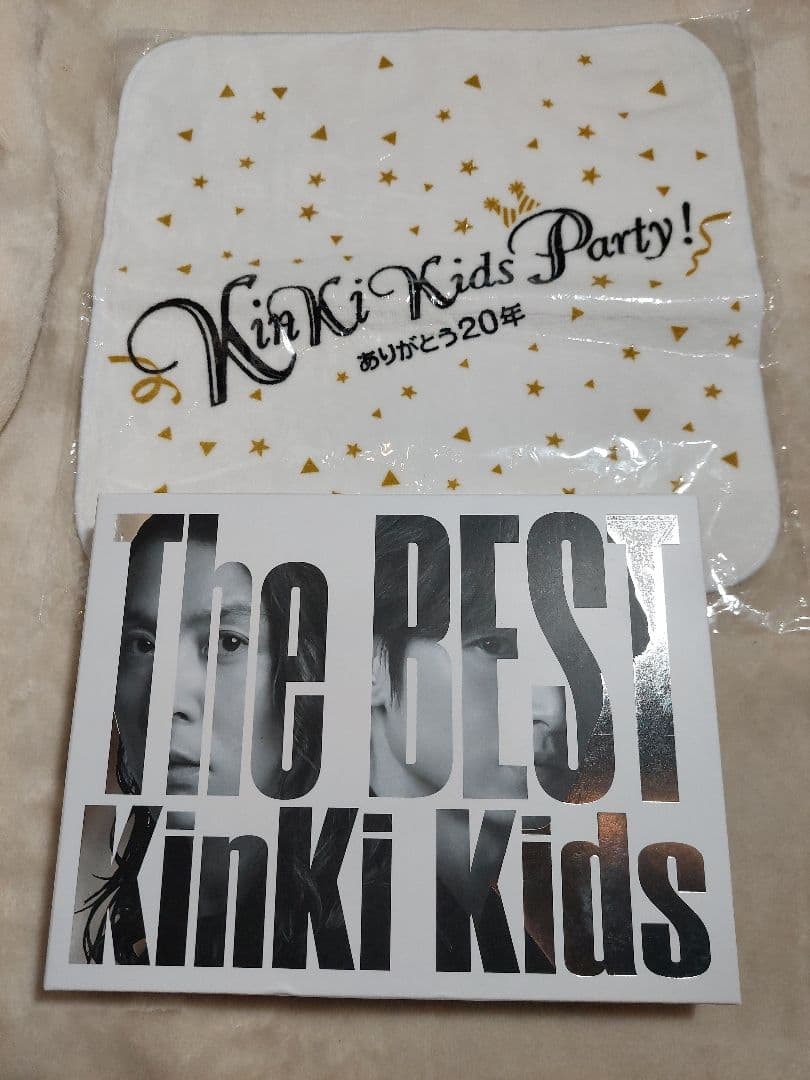 KinKi Kids Party!
ありがとう20年
The BEST
KinKi Kids